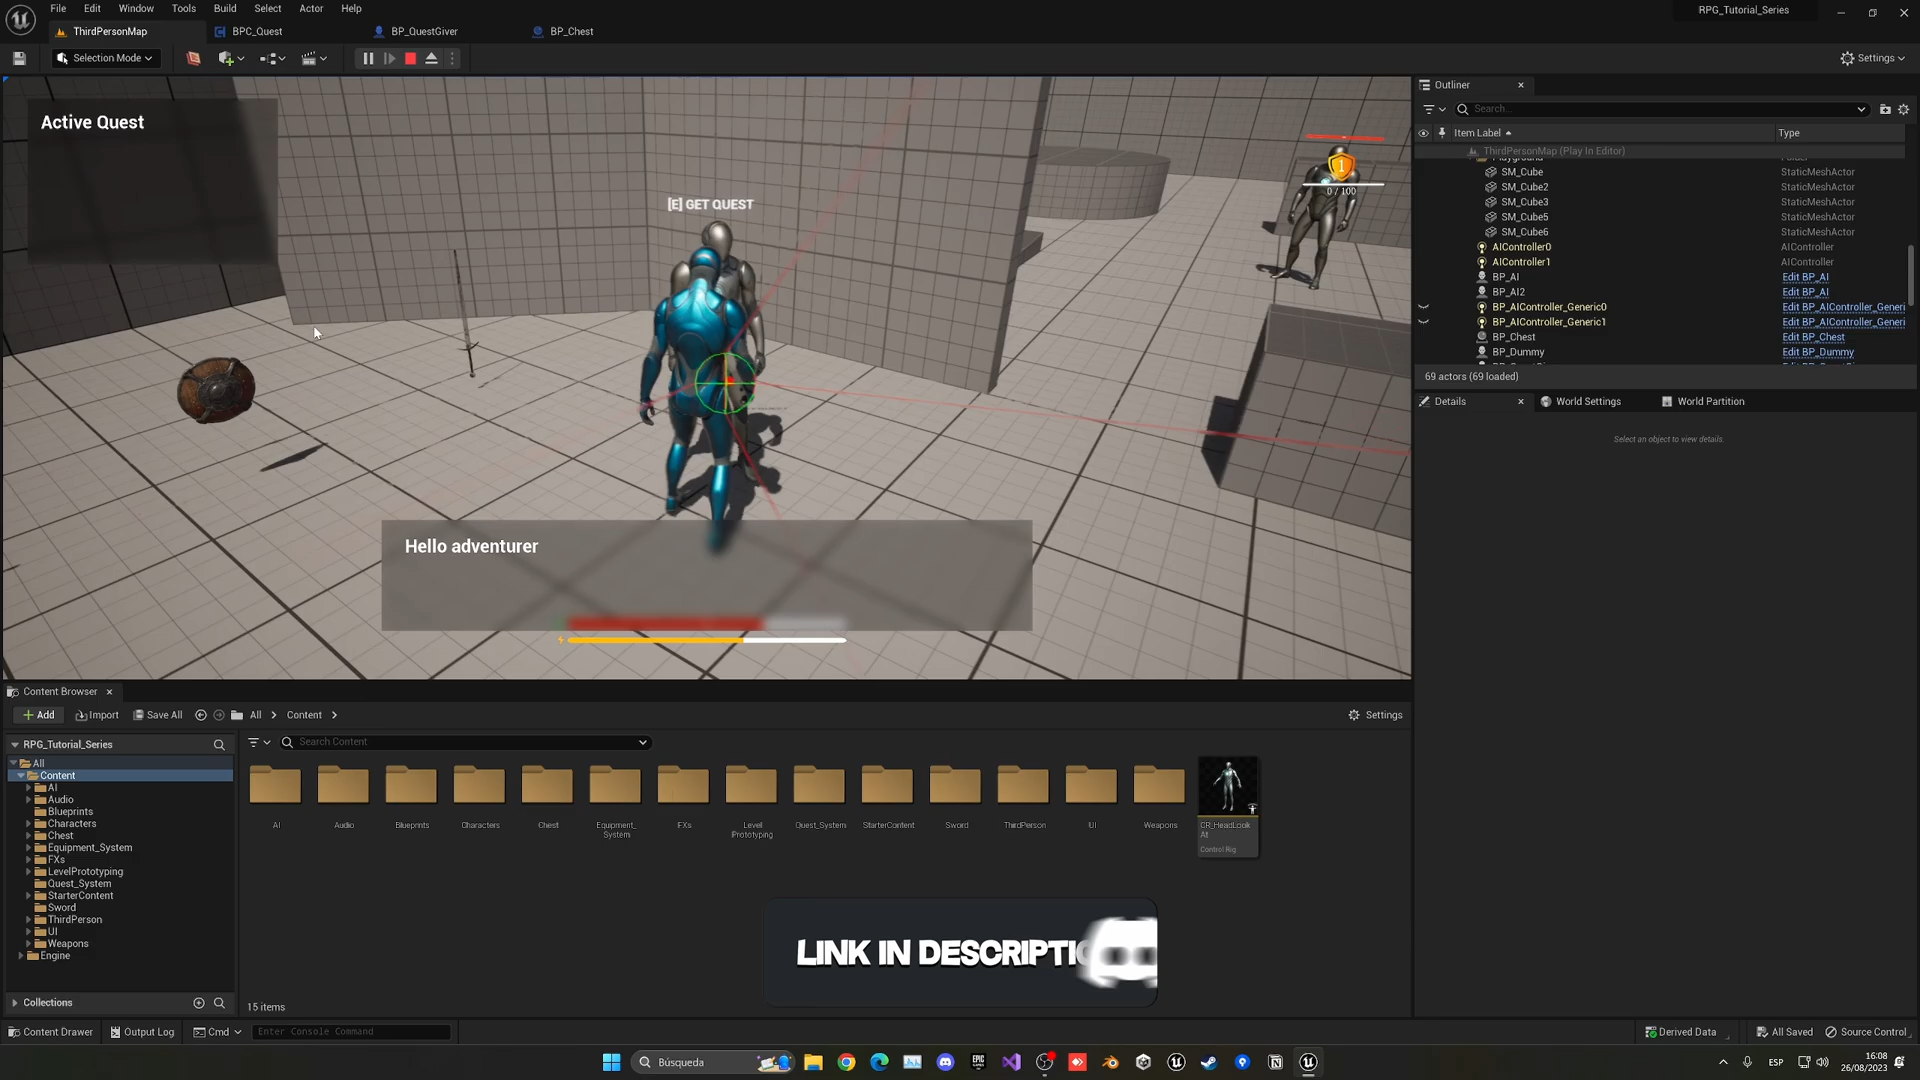 File Edit Window Tools Build Select Actor Help
RPG_Tutorial_Series
ThirdPersonMap BPC_Quest BP_QuestGiver BP_Chest
Selection Mode
Settings
Active Quest
[E] GET QUEST
1
0 / 100
Hello adventurer
Outliner
Search...
Item Label Type
ThirdPersonMap (Play In Editor)
SM_Cube StaticMeshActor
SM_Cube2 StaticMeshActor
SM_Cube3 StaticMeshActor
SM_Cube5 StaticMeshActor
SM_Cube6 StaticMeshActor
AIController0 AIController
AIController1 AIController
BP_AI Edit BP_AI
BP_AI2 Edit BP_AI
BP_AIController_Generic0 Edit BP_AIController_Generi
BP_AIController_Generic1 Edit BP_AIController_Generi
BP_Chest Edit BP_Chest
BP_Dummy Edit BP_Dummy
69 actors (69 loaded)
Details World Settings World Partition
Select an object to view details.
Content Browser
Add Import Save All All Content
Settings
RPG_Tutorial_Series
Search Content
All
Content
AI
Audio
Blueprints
Characters
Chest
Equipment_System
FXs
LevelPrototyping
Quest_System
StarterContent
Sword
ThirdPerson
UI
Weapons
Engine
AI Audio Blueprints Characters Chest Equipment_ FXs Level Quest_System StarterContent Sword ThirdPerson UI Weapons CR_HeadLook
System Prototyping At
Control Rig
LINK IN DESCRIPTIO
Collections
15 items
Content Drawer Output Log Cmd Enter Console Command
Derived Data All Saved Source Control
Búsqueda
EPIC
ESP
16:08
26/08/2023